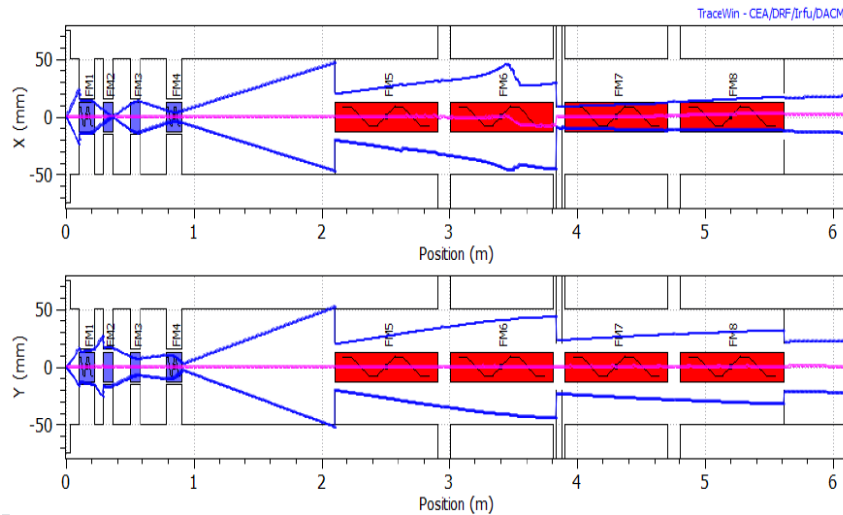 TraceWin - CEA/DRF/Irfu/DACM
X (mm)
50
0
-50
FM1
FM2
FM3
FM4
FM5
FM6
FM7
FM8
0 1 2 3 4 5 6
Position (m)
Y (mm)
50
0
-50
FM1
FM2
FM3
FM4
FM5
FM6
FM7
FM8
0 1 2 3 4 5 6
Position (m)